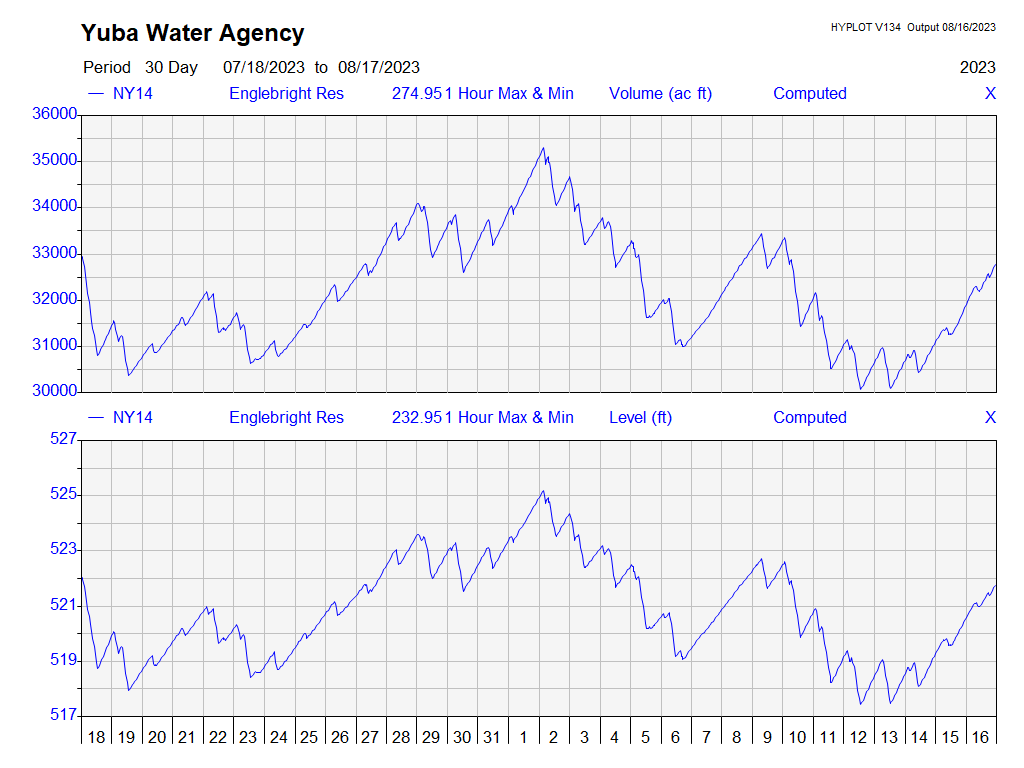 Yuba Water Agency
HYPLOT V134 Output 08/16/2023
Period 30 Day 07/18/2023 to 08/17/2023
2023
NY14 Englebright Res 274.951 Hour Max & Min Volume (ac ft) Computed X
36000
35000
34000
33000
32000
31000
30000
NY14 Englebright Res 232.951 Hour Max & Min Level (ft) Computed X
527
525
523
521
519
517
18 19 20 21 22 23 24 25 26 27 28 29 30 31 1 2 3 4 5 6 7 8 9 10 11 12 13 14 15 16